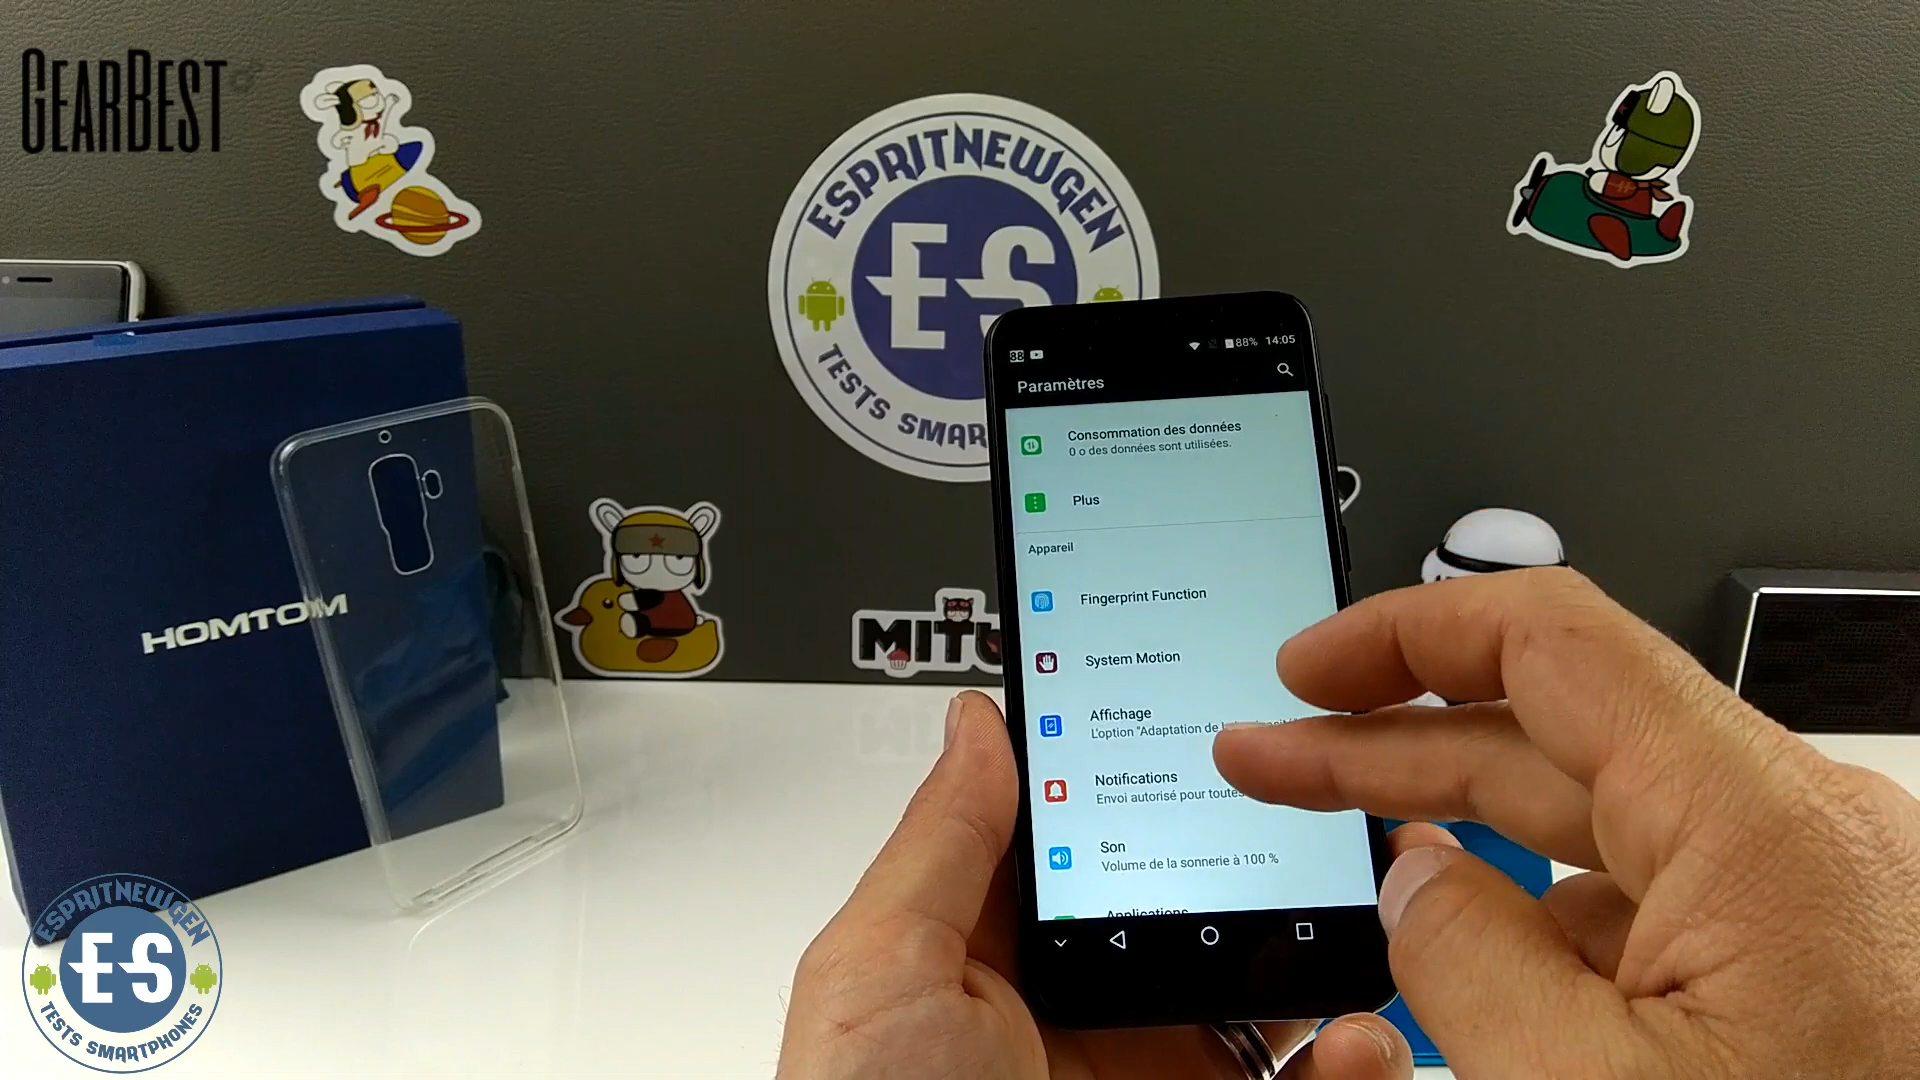 GEARBEST
ESPRITNEWGEN
ES
TESTS SMAR
HOMTOM
MITU
88% 14:05
Paramètres
Consommation des données
0 o des données sont utilisées.
Plus
Appareil
Fingerprint Function
System Motion
Affichage
L'option "Adaptation de
Notifications
Envoi autorisé pour toutes
Son
Volume de la sonnerie à 100 %
Applications
ESPRITNEWGEN
ES
TESTS SMARTPHONES